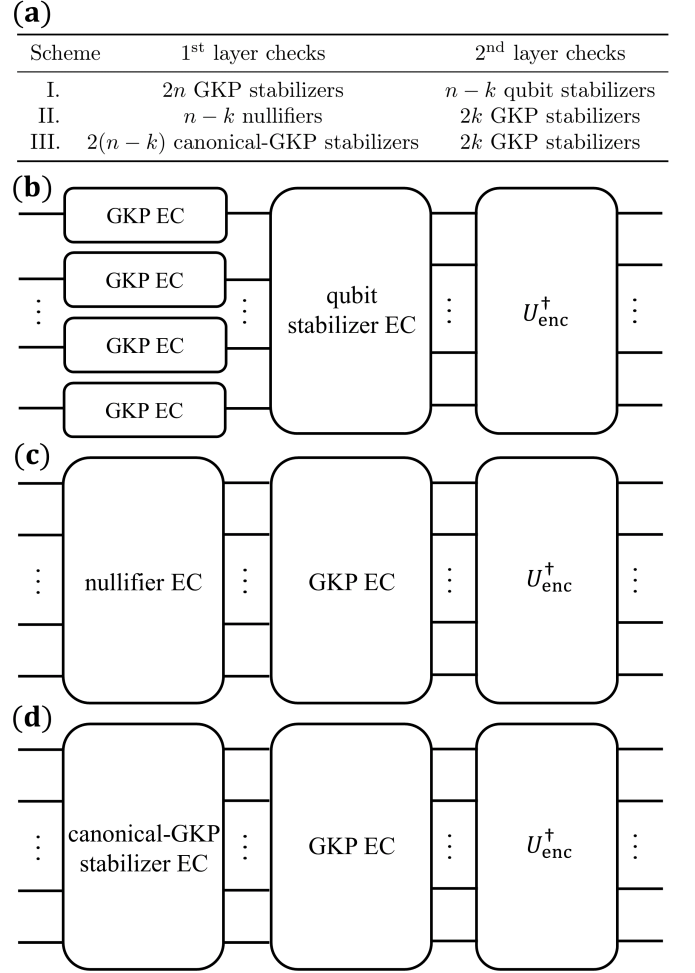 (a)
Scheme 1st layer checks 2nd layer checks
I. 2n GKP stabilizers n − k qubit stabilizers
II. n − k nullifiers 2k GKP stabilizers
III. 2(n − k) canonical-GKP stabilizers 2k GKP stabilizers
(b)
GKP EC
GKP EC
GKP EC
GKP EC
qubit
stabilizer EC
U†enc
(c)
nullifier EC
GKP EC
U†enc
(d)
canonical-GKP
stabilizer EC
GKP EC
U†enc